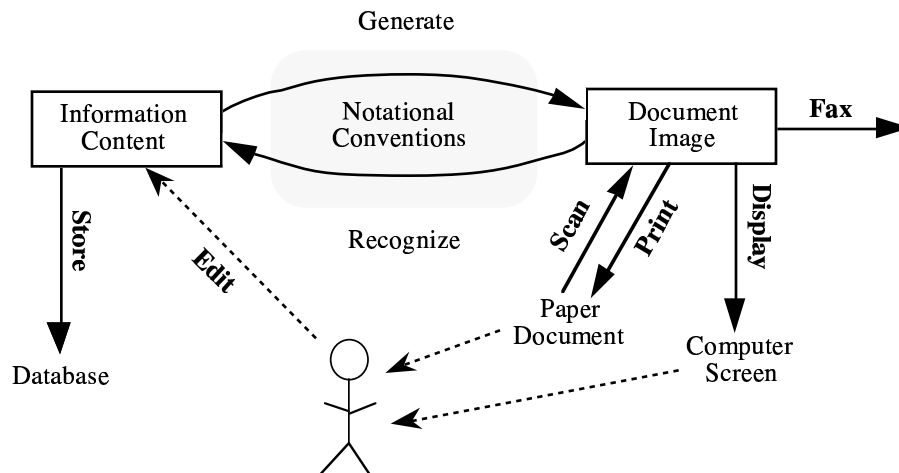 Generate
Information
Content
Notational
Conventions
Document
Image
Fax
Store
Edit
Recognize
Scan
Print
Display
Paper
Document
Database
Computer
Screen